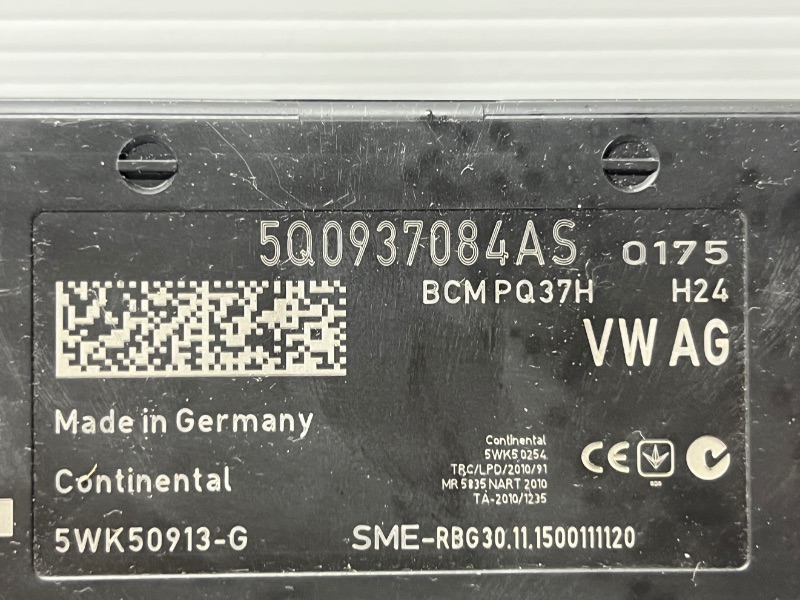 5Q0937084AS 0175
BCM PQ37H H24
VW AG
Made in Germany
Continental
5WK50913-G
Continental
5WK50254
TRC/LPD/2010/91
MR 5835 NART 2010
TA-2010/1235
CE
SME-RBG30.11.1500111120